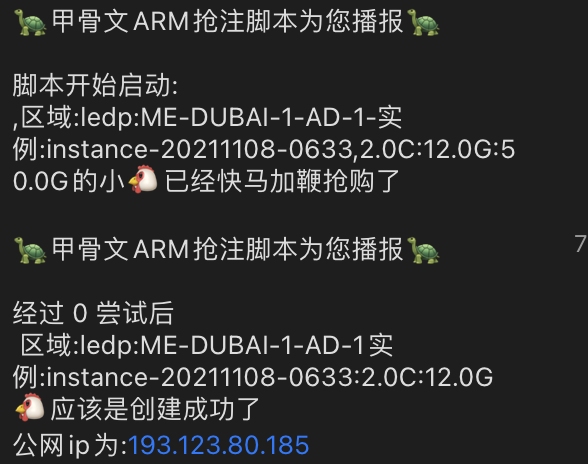 🐢甲骨文ARM抢注脚本为您播报🐢
脚本开始启动:
,区域:ledp:ME-DUBAI-1-AD-1-实
例:instance-20211108-0633,2.0C:12.0G:5
0.0G的小🐔已经快马加鞭抢购了
🐢甲骨文ARM抢注脚本为您播报🐢
7
经过 0 尝试后
区域:ledp:ME-DUBAI-1-AD-1实
例:instance-20211108-0633:2.0C:12.0G
🐔应该是创建成功了
公网ip为:193.123.80.185